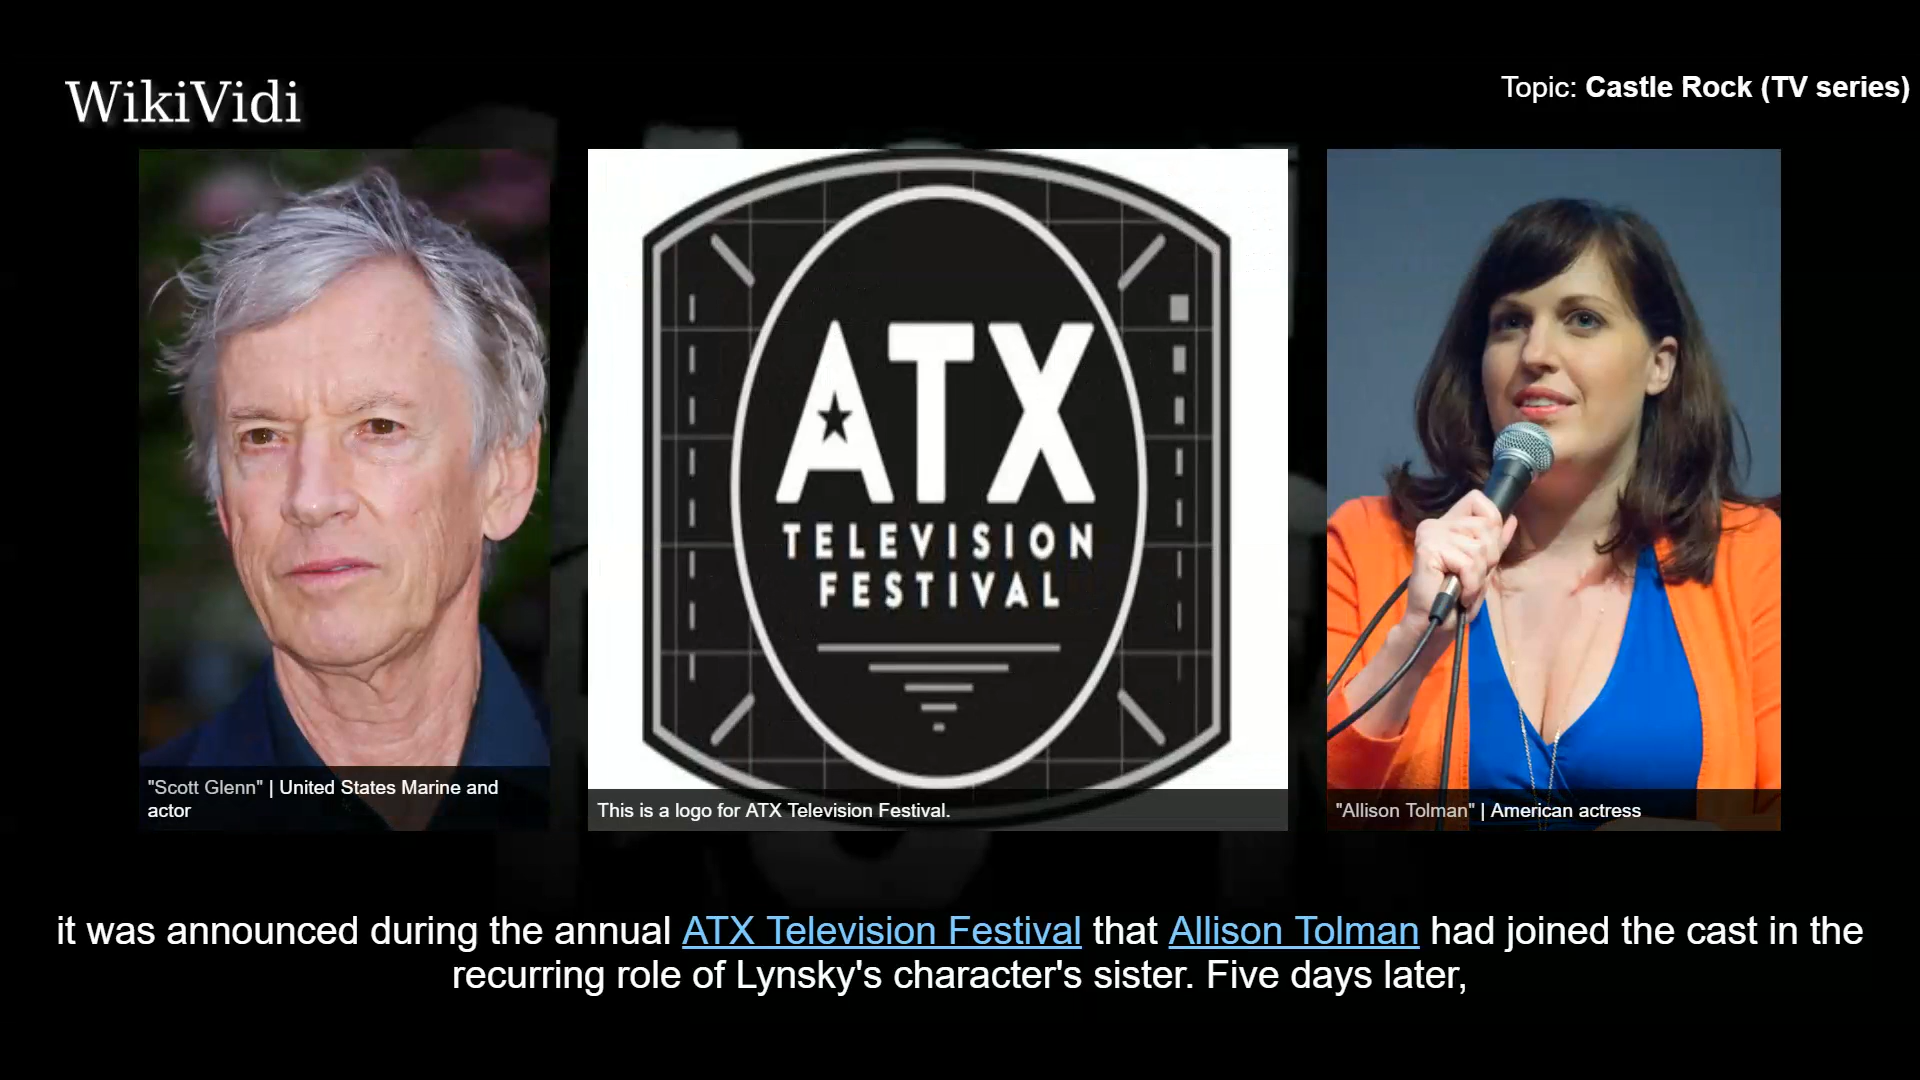 WikiVidi
Topic: Castle Rock (TV series)
ATX
TELEVISION
FESTIVAL
"Scott Glenn" | United States Marine and
actor
This is a logo for ATX Television Festival.
"Allison Tolman" | American actress
it was announced during the annual ATX Television Festival that Allison Tolman had joined the cast in the
recurring role of Lynsky's character's sister. Five days later,